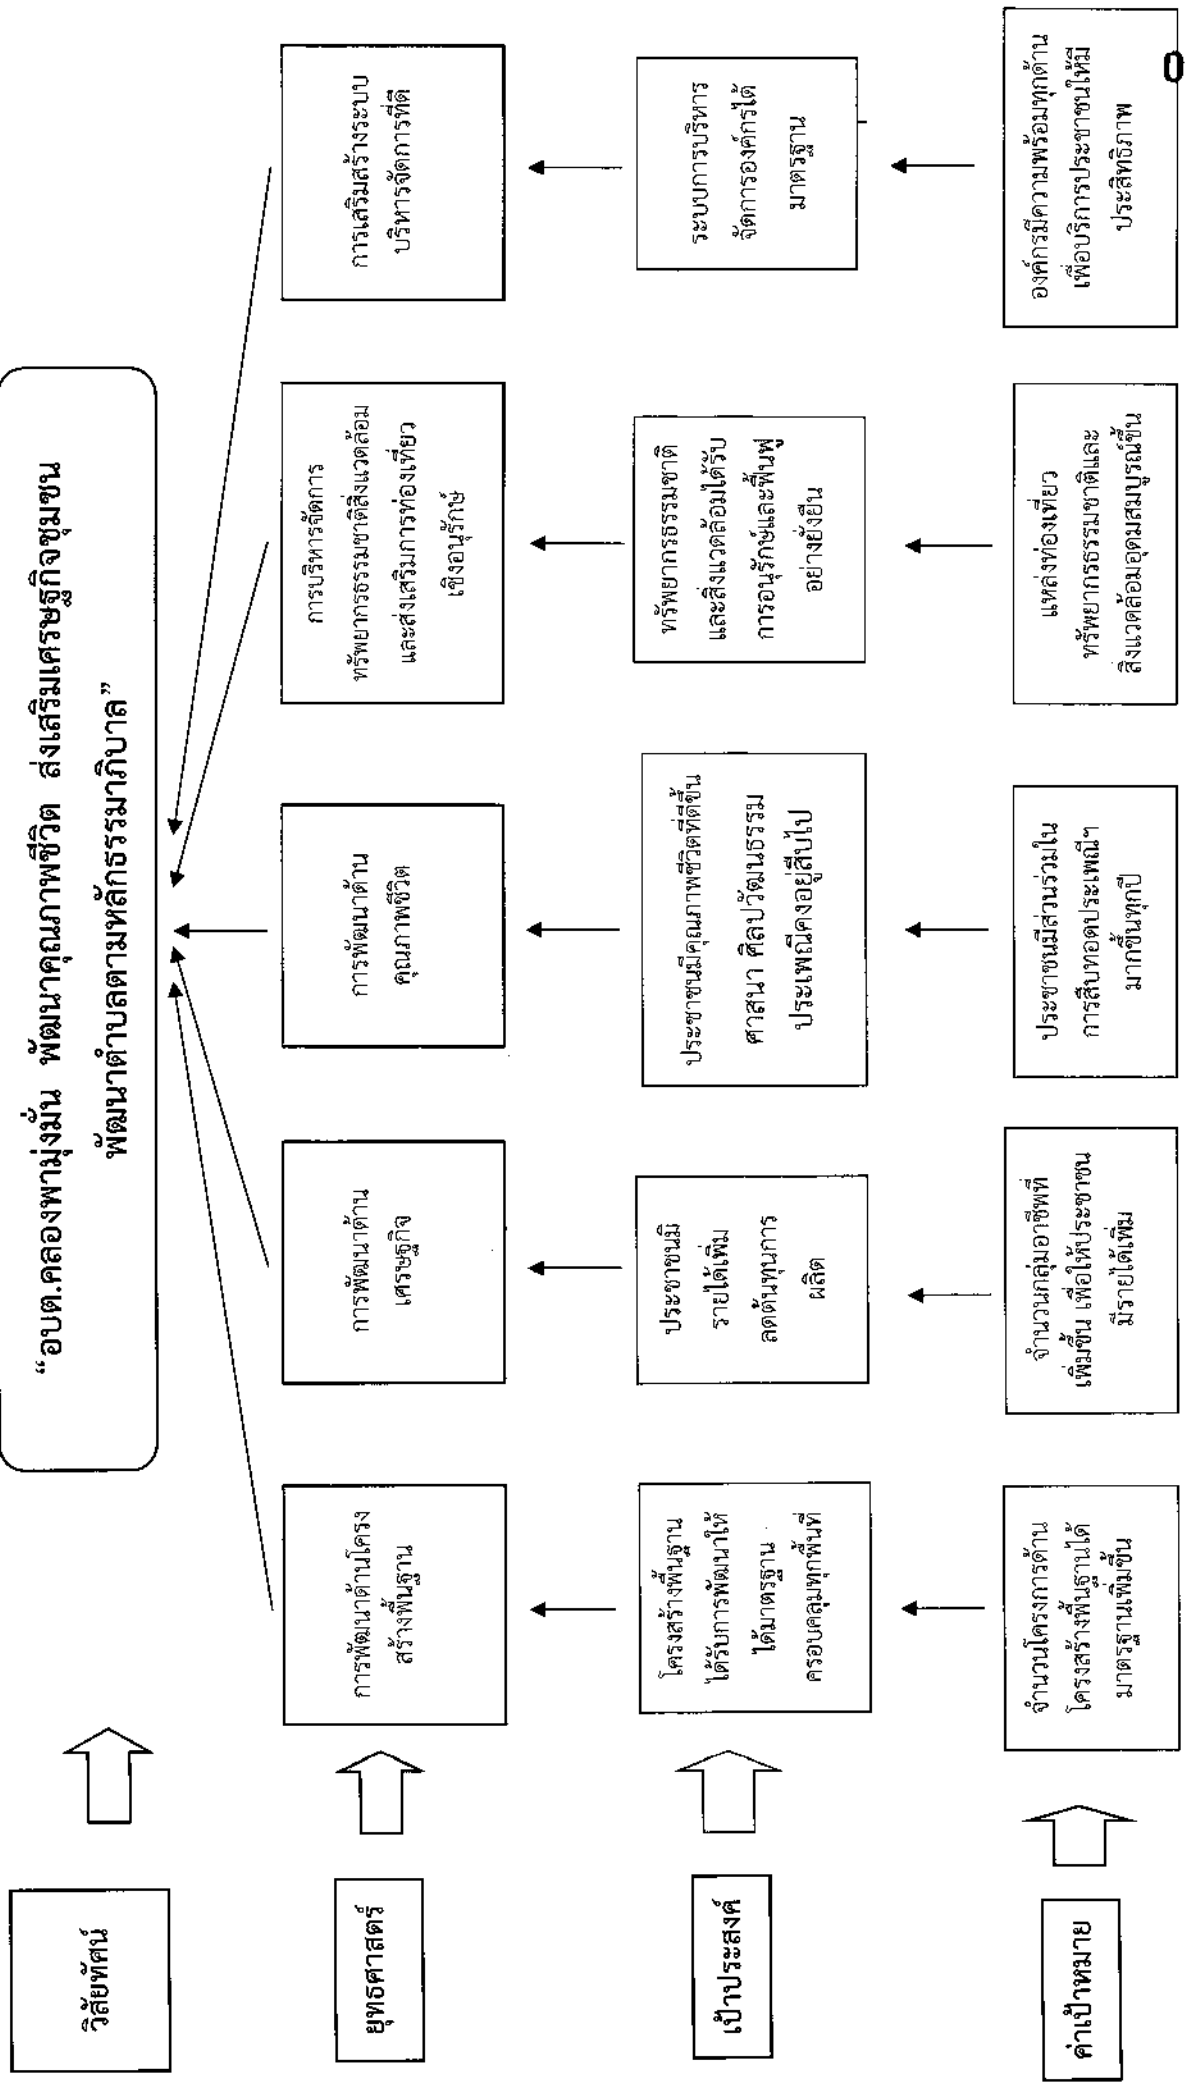 วิสัยทัศน์
“อบต.คลองพามุ่งมั่น พัฒนาคุณภาพชีวิต ส่งเสริมเศรษฐกิจชุมชน
พัฒนาตำบลตามหลักธรรมาภิบาล”
ยุทธศาสตร์
การพัฒนาด้านโครง
สร้างพื้นฐาน
การพัฒนาด้าน
เศรษฐกิจ
การพัฒนาด้าน
คุณภาพชีวิต
การบริหารจัดการ
ทรัพยากรธรรมชาติสิ่งแวดล้อม
และส่งเสริมการท่องเที่ยว
เชิงอนุรักษ์
การเสริมสร้างระบบ
บริหารจัดการที่ดี
เป้าประสงค์
โครงสร้างพื้นฐาน
ได้รับการพัฒนาให้
ได้มาตรฐาน
ครอบคลุมทุกพื้นที่
ประชาชนมี
รายได้เพิ่ม
ลดต้นทุนการ
ผลิต
ประชาชนมีคุณภาพชีวิตที่ดีขึ้น
ศาสนา ศิลปวัฒนธรรม
ประเพณีคงอยู่สืบไป
ทรัพยากรธรรมชาติ
และสิ่งแวดล้อมได้รับ
การอนุรักษ์และฟื้นฟู
อย่างยั่งยืน
ระบบการบริหาร
จัดการองค์กรได้
มาตรฐาน
ค่าเป้าหมาย
จำนวนโครงการด้าน
โครงสร้างพื้นฐานได้
มาตรฐานเพิ่มขึ้น
จำนวนกลุ่มอาชีพที่
เพิ่มขึ้น เพื่อให้ประชาชน
มีรายได้เพิ่ม
ประชาชนมีส่วนร่วมใน
การสืบทอดประเพณีฯ
มากขึ้นทุกปี
แหล่งท่องเที่ยว
ทรัพยากรธรรมชาติและ
สิ่งแวดล้อมอุดมสมบูรณ์ขึ้น
องค์กรมีความพร้อมทุกด้าน
เพื่อบริการประชาชนให้มี
ประสิทธิภาพ